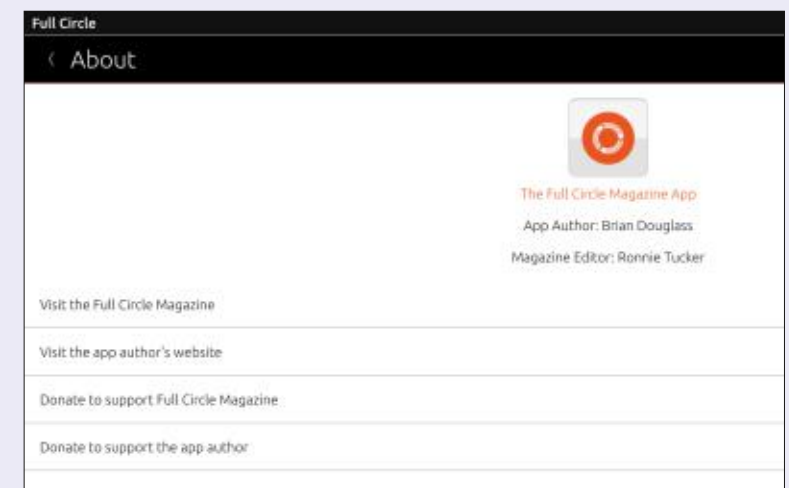 Full Circle
About
The Full Circle Magazine App
App Author: Brian Douglass
Magazine Editor: Ronnie Tucker
Visit the Full Circle Magazine
Visit the app author's website
Donate to support Full Circle Magazine
Donate to support the app author